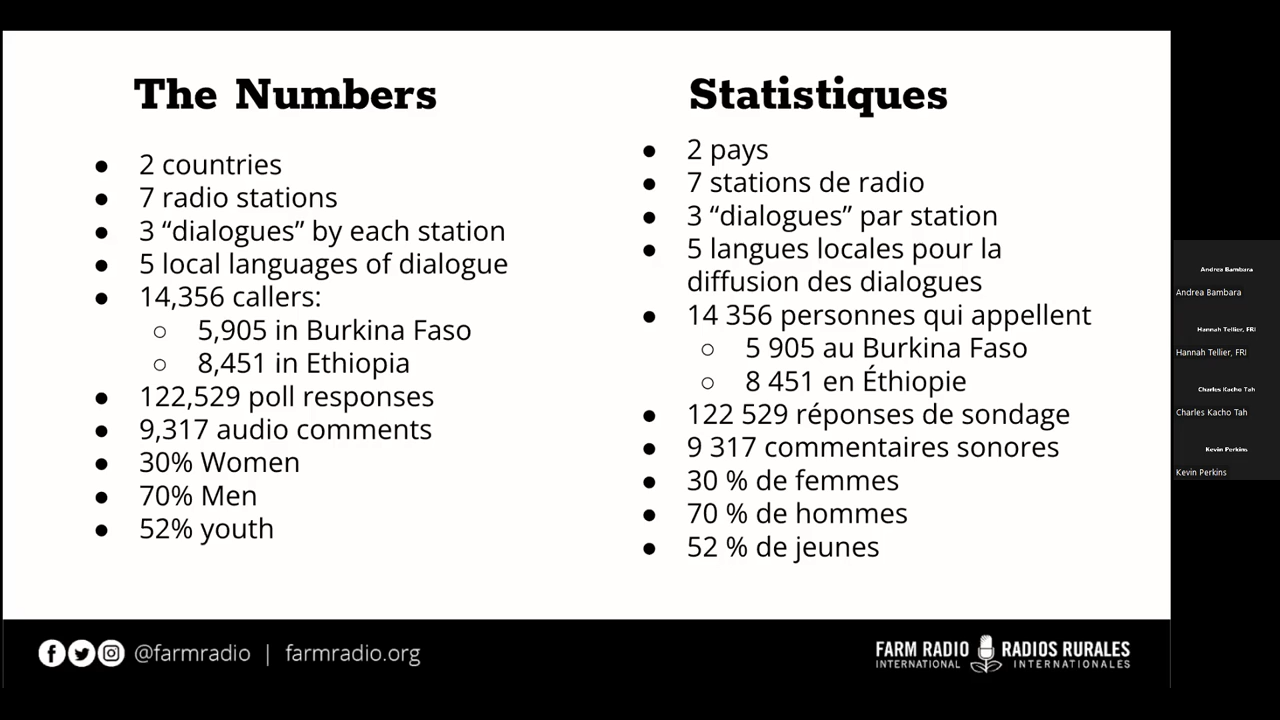 The Numbers
2 countries
7 radio stations
3 “dialogues” by each station
5 local languages of dialogue
14,356 callers:
5,905 in Burkina Faso
8,451 in Ethiopia
122,529 poll responses
9,317 audio comments
30% Women
70% Men
52% youth
Statistiques
2 pays
7 stations de radio
3 “dialogues” par station
5 langues locales pour la
diffusion des dialogues
14 356 personnes qui appellent
5 905 au Burkina Faso
8 451 en Éthiopie
122 529 réponses de sondage
9 317 commentaires sonores
30 % de femmes
70 % de hommes
52 % de jeunes
@farmradio | farmradio.org
FARM RADIO
INTERNATIONAL
RADIOS RURALES
INTERNATIONALES
Andrea Bambara
Andrea Bambara
Hannah Tellier, FRI
Hannah Tellier, FRI
Charles Kacho Tah
Charles Kacho Tah
Kevin Perkins
Kevin Perkins